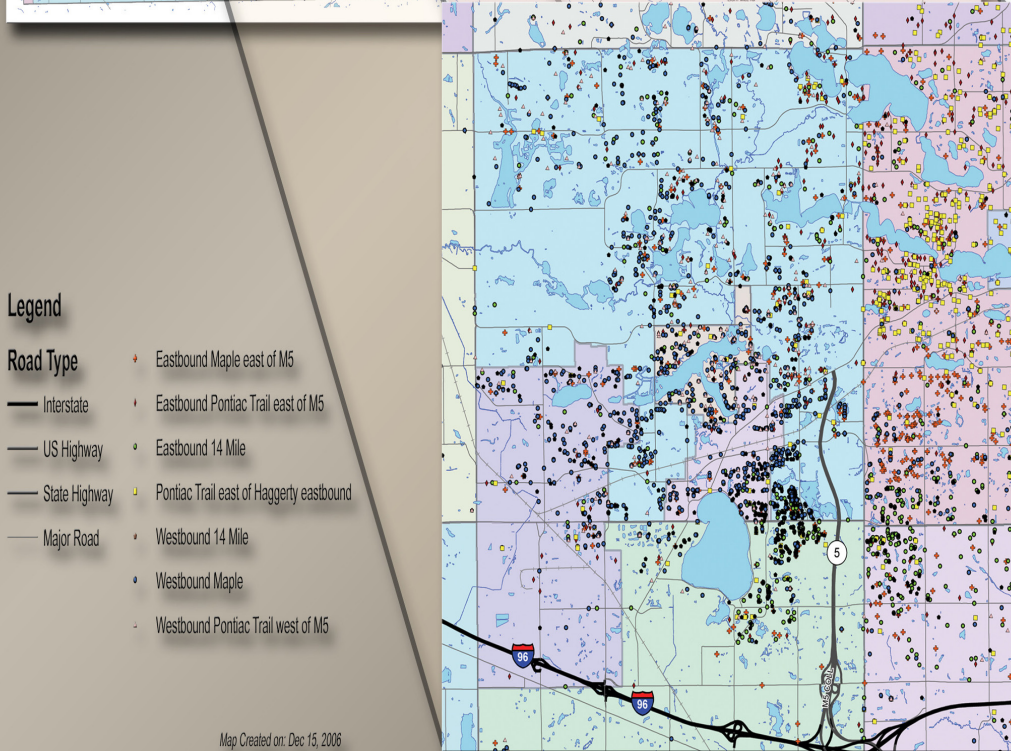 Legend
Road Type
Interstate
US Highway
State Highway
Major Road
Eastbound Maple east of M5
Eastbound Pontiac Trail east of M5
Eastbound 14 Mile
Pontiac Trail east of Haggerty eastbound
Westbound 14 Mile
Westbound Maple
Westbound Pontiac Trail west of M5
5
96
96
Map Created on: Dec 15, 2006